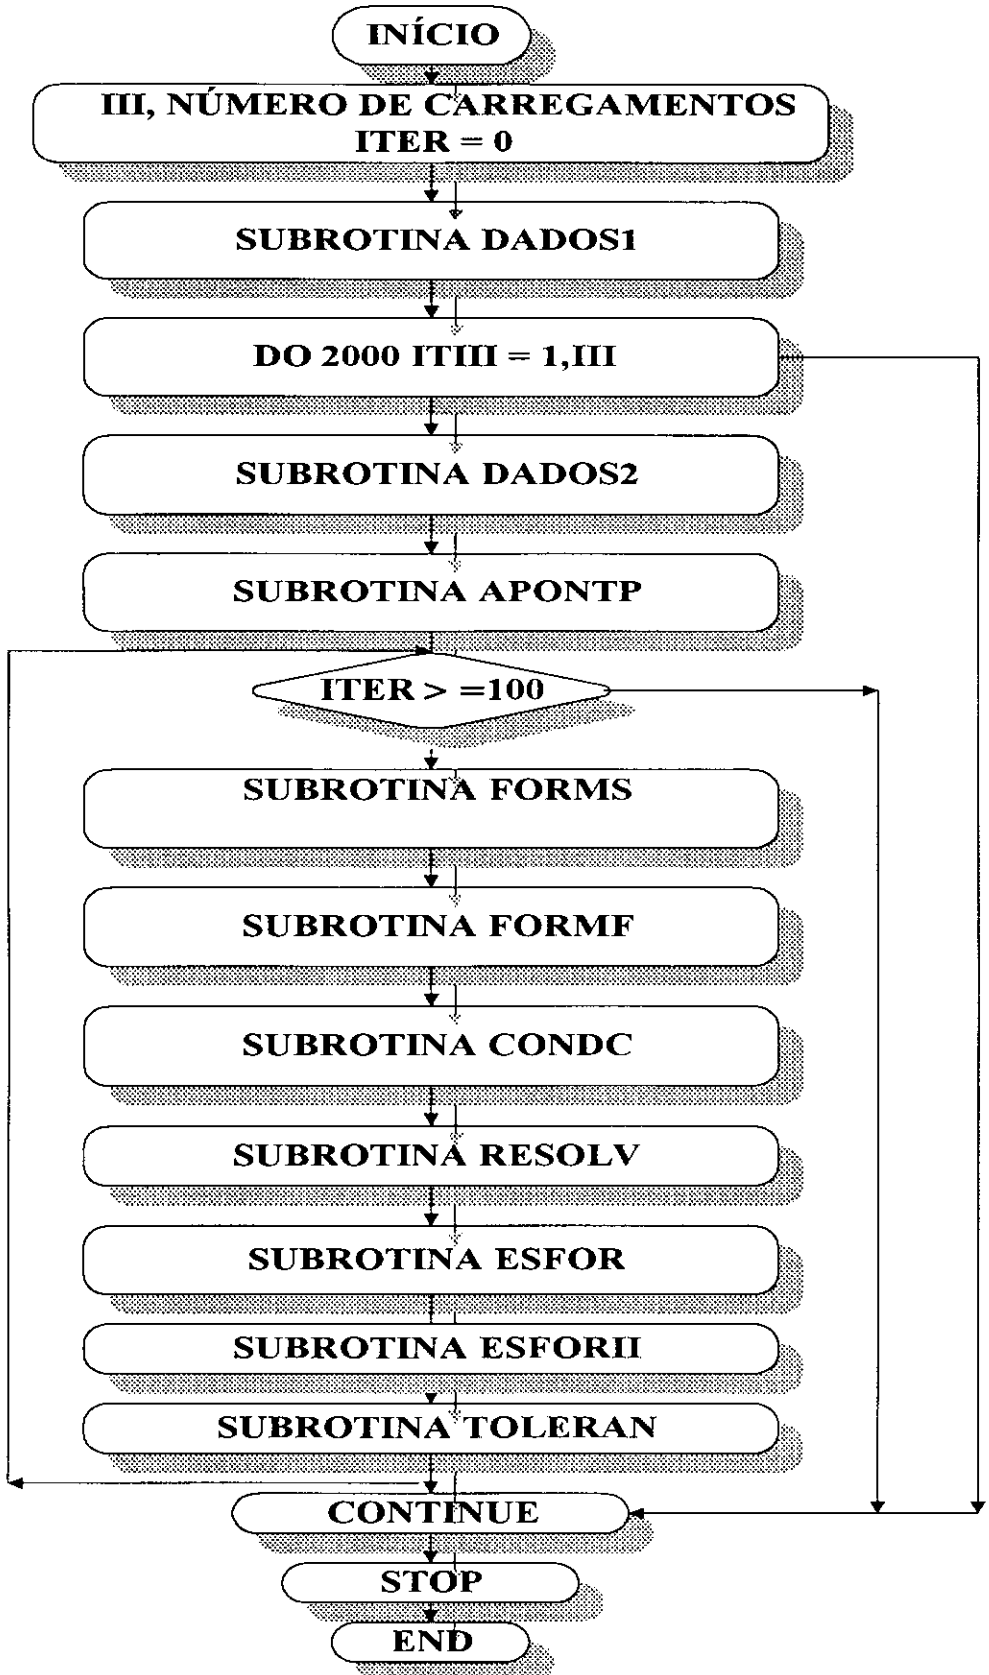 INÍCIO
III, NÚMERO DE CARREGAMENTOS
ITER = 0
SUBROTINA DADOS1
DO 2000 ITIII = 1,III
SUBROTINA DADOS2
SUBROTINA APONTP
ITER > =100
SUBROTINA FORMS
SUBROTINA FORMF
SUBROTINA CONDC
SUBROTINA RESOLV
SUBROTINA ESFOR
SUBROTINA ESFORII
SUBROTINA TOLERAN
CONTINUE
STOP
END